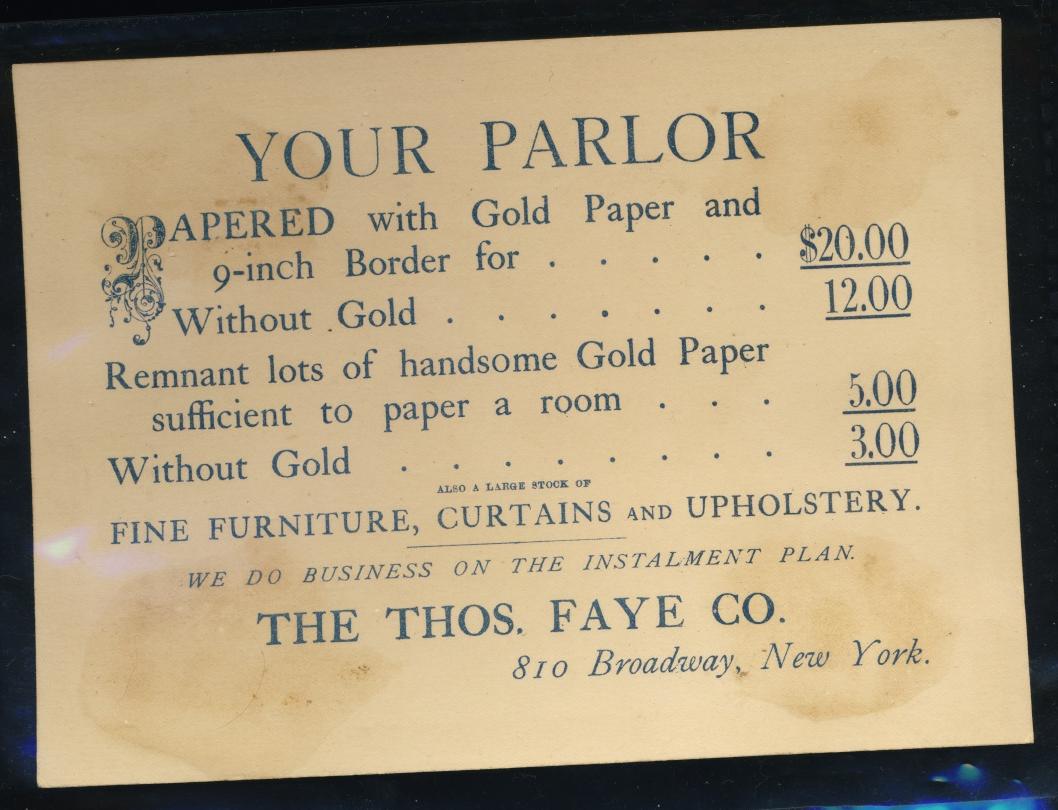 YOUR PARLOR
PAPERED with Gold Paper and
9-inch Border for . . . . . $20.00
Without Gold . . . . . . . 12.00
Remnant lots of handsome Gold Paper
sufficient to paper a room . . . 5.00
Without Gold . . . . . . . . 3.00
ALSO A LARGE STOCK OF
FINE FURNITURE, CURTAINS AND UPHOLSTERY.
WE DO BUSINESS ON THE INSTALMENT PLAN.
THE THOS. FAYE CO.
810 Broadway, New York.